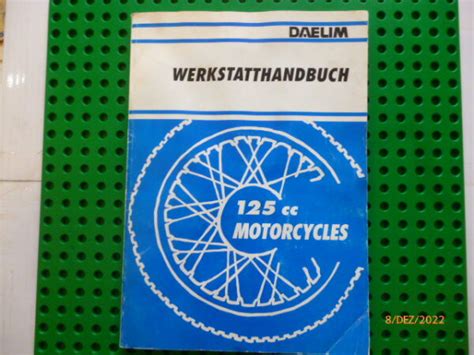 DAELIM
WERKSTATTHANDBUCH
125 cc
MOTORCYCLES
8/DEZ/2022